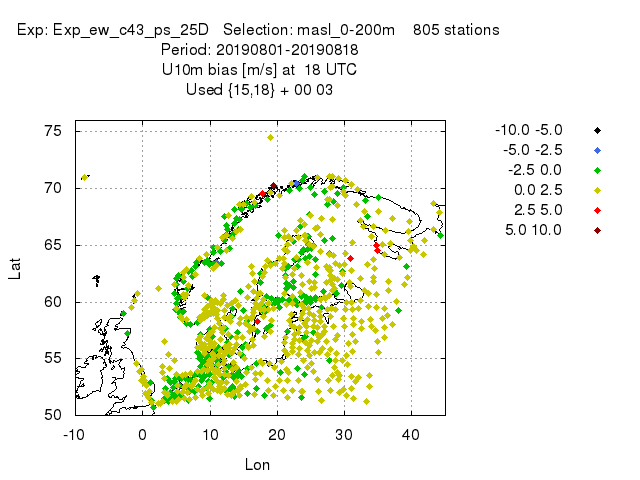 Exp: Exp_ew_c43_ps_25D   Selection: masl_0-200m    805 stations
Period: 20190801-20190818
U10m bias [m/s] at  18 UTC
Used {15,18} + 00 03
-10.0 -5.0
-5.0 -2.5
-2.5 0.0
0.0 2.5
2.5 5.0
5.0 10.0
75
70
65
60
55
50
Lat
-10 0 10 20 30 40
Lon